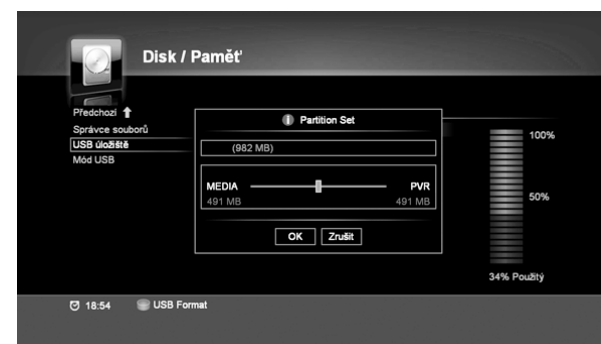 Disk / Paměť
Předchozí
Správce souborů
USB úložiště
Mód USB
Partition Set
(982 MB)
MEDIA PVR
491 MB 491 MB
OK Zrušit
100%
50%
34% Použitý
18:54 USB Format